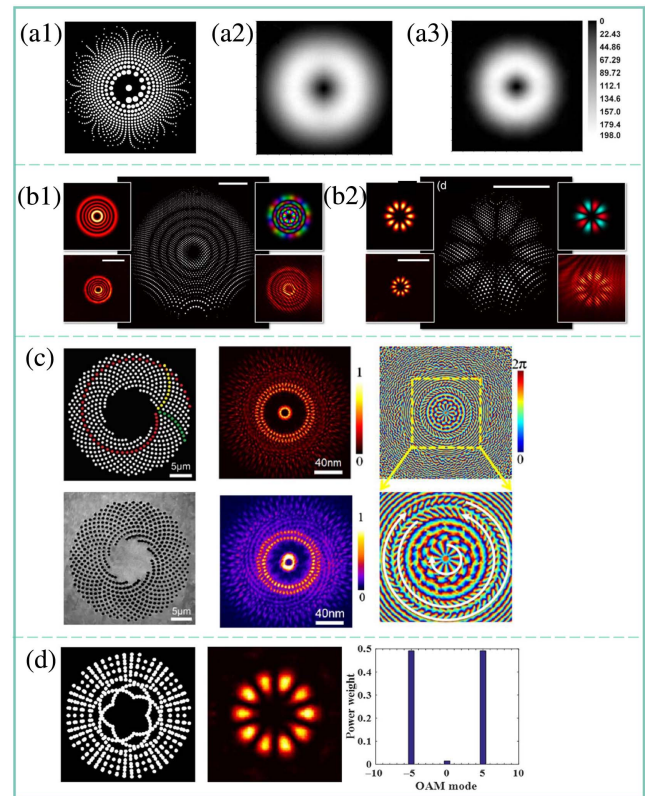 (a1)
(a2)
(a3)
0
22.43
44.86
67.29
89.72
112.1
134.6
157.0
179.4
198.0
(b1)
(b2)
(d
(c)
5μm
1
0
40nm
2π
0
5μm
1
0
40nm
(d)
Power weight
0.5
0.4
0.3
0.2
0.1
0
−10
−5
0
5
10
OAM mode